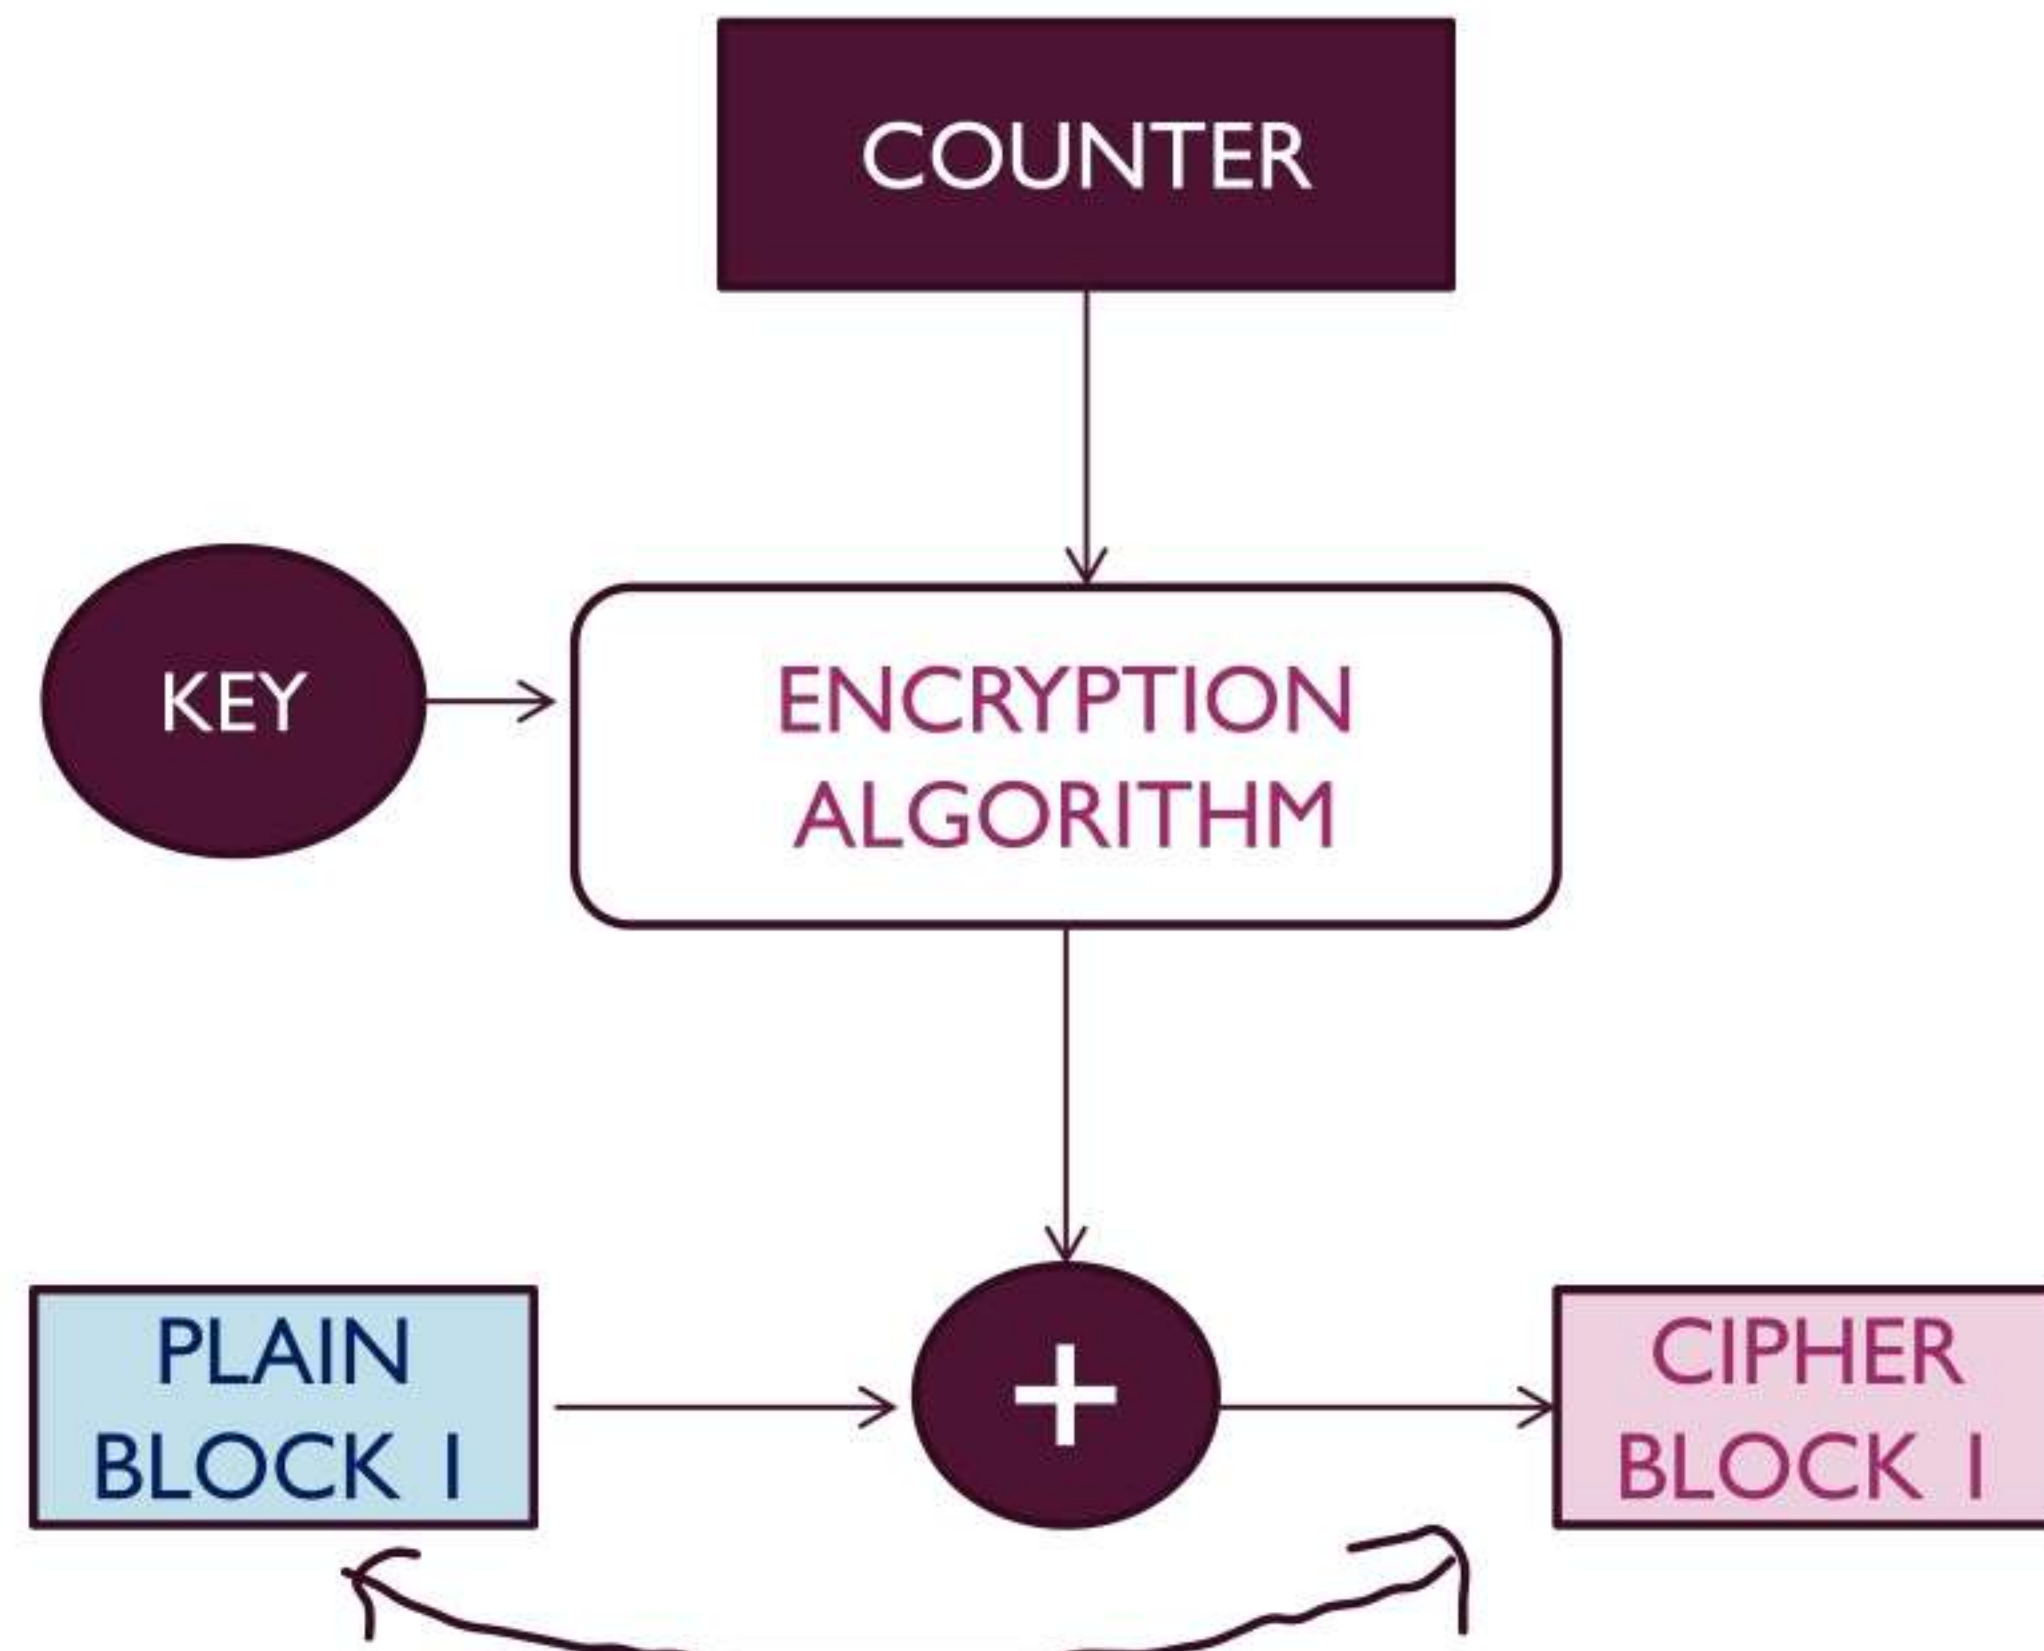 COUNTER
KEY
ENCRYPTION
ALGORITHM
PLAIN
BLOCK 1
+
CIPHER
BLOCK 1